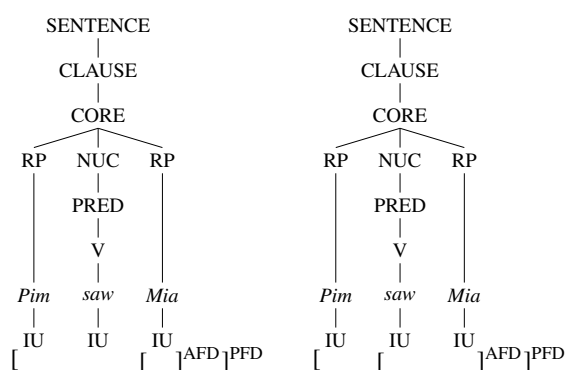 SENTENCE SENTENCE
CLAUSE CLAUSE
CORE CORE
RP NUC RP RP NUC RP
PRED PRED
V V
Pim saw Mia Pim saw Mia
IU IU IU IU IU IU
[ [ ]AFD]PFD [ [ ]AFD]PFD